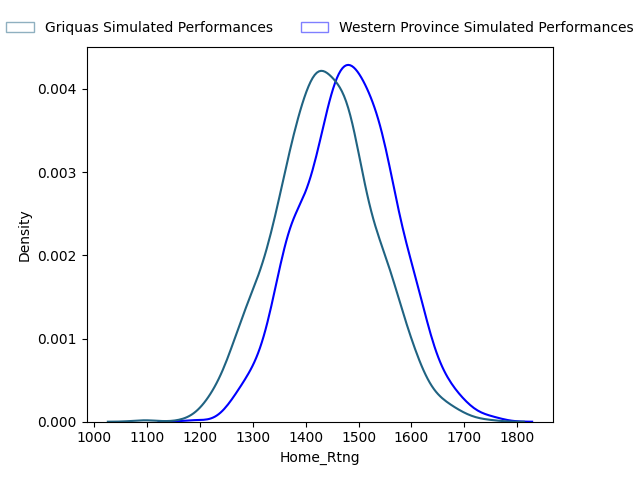 Griquas Simulated Performances Western Province Simulated Performances
0.004
0.003
0.002
0.001
0.000
Density
1000 1100 1200 1300 1400 1500 1600 1700 1800
Home_Rtng